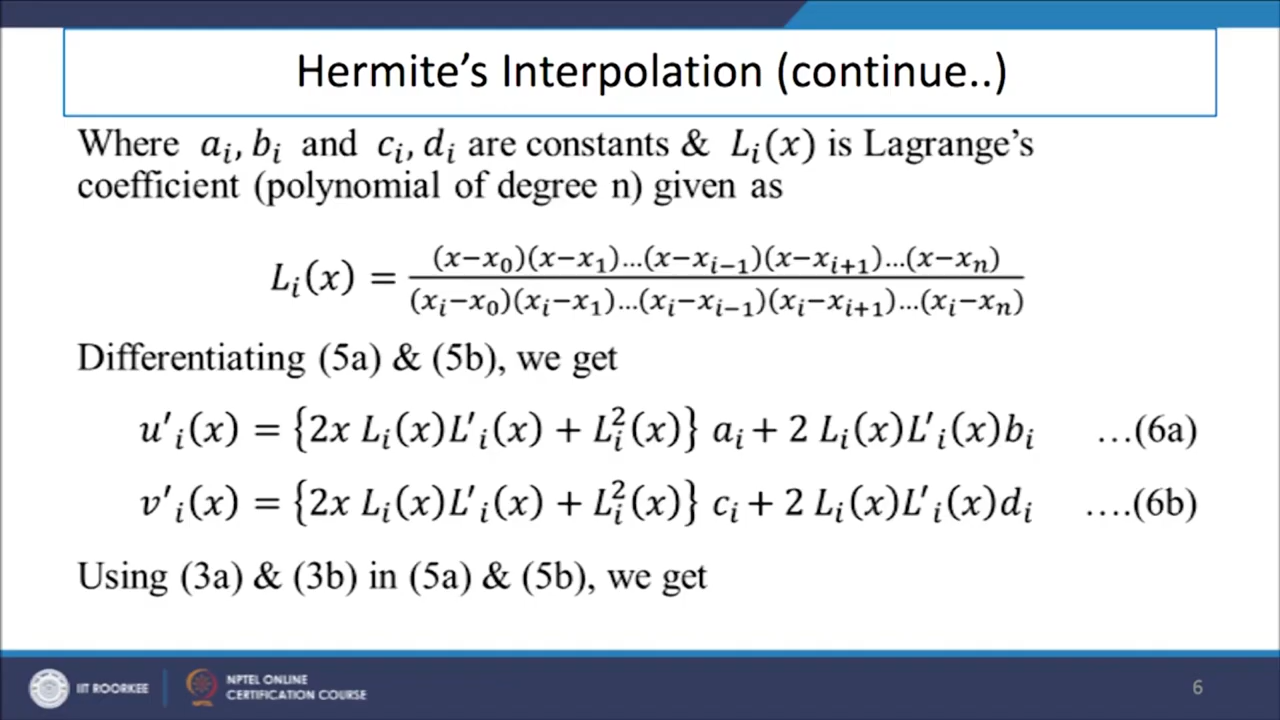 Hermite's Interpolation (continue..)
Where aᵢ, bᵢ and cᵢ, dᵢ are constants & Lᵢ(x) is Lagrange's
coefficient (polynomial of degree n) given as
Lᵢ(x) = \frac{(x−x₀)(x−x₁)…(x−xᵢ₋₁)(x−xᵢ₊₁)…(x−xₙ)}{(xᵢ−x₀)(xᵢ−x₁)…(xᵢ−xᵢ₋₁)(xᵢ−xᵢ₊₁)…(xᵢ−xₙ)}
Differentiating (5a) & (5b), we get
u′ᵢ(x) = {2x Lᵢ(x)L′ᵢ(x) + Lᵢ²(x)} aᵢ + 2 Lᵢ(x)L′ᵢ(x)bᵢ …(6a)
v′ᵢ(x) = {2x Lᵢ(x)L′ᵢ(x) + Lᵢ²(x)} cᵢ + 2 Lᵢ(x)L′ᵢ(x)dᵢ ….(6b)
Using (3a) & (3b) in (5a) & (5b), we get
IIT ROORKEE
NPTEL ONLINE
CERTIFICATION COURSE
6